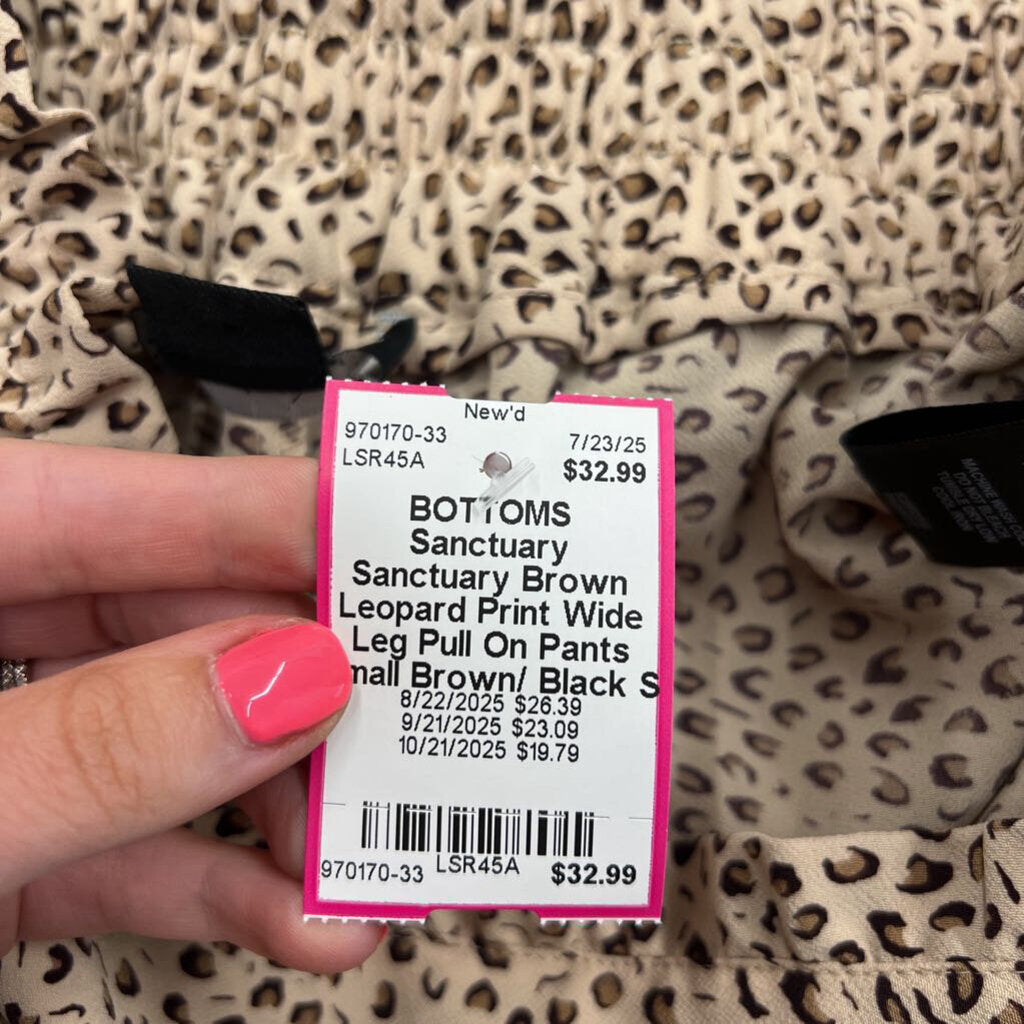 New'd
970170-33 7/23/25
LSR45A $32.99
BOTTOMS
Sanctuary
Sanctuary Brown
Leopard Print Wide
Leg Pull On Pants
mall Brown/ Black S
8/22/2025 $26.39
9/21/2025 $23.09
10/21/2025 $19.79
970170-33 LSR45A $32.99